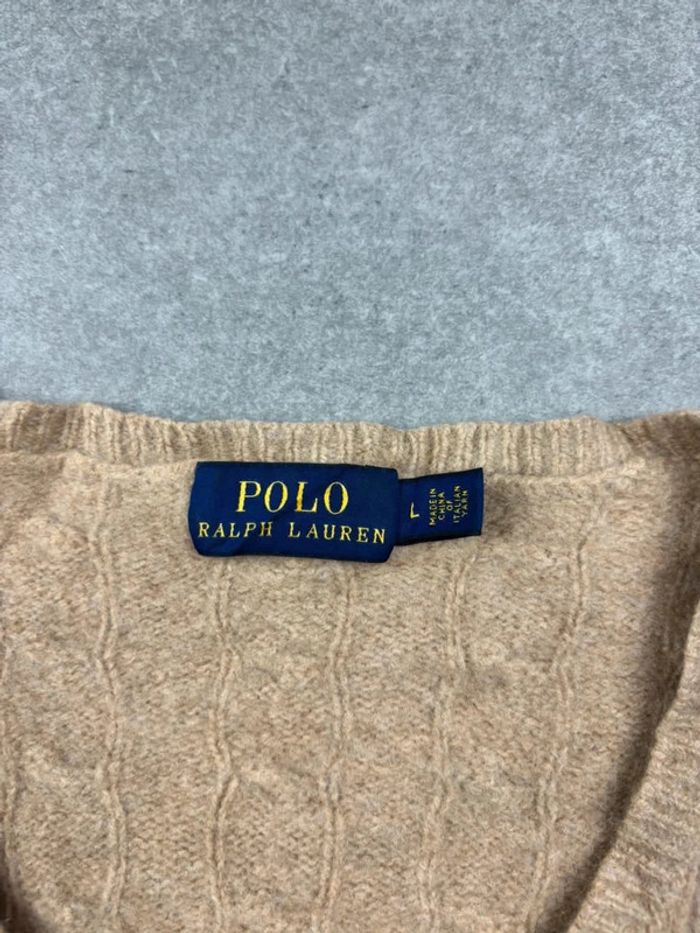 POLO
RALPH LAUREN
L
MADE IN
CHINA
OF
ITALIAN
YARN